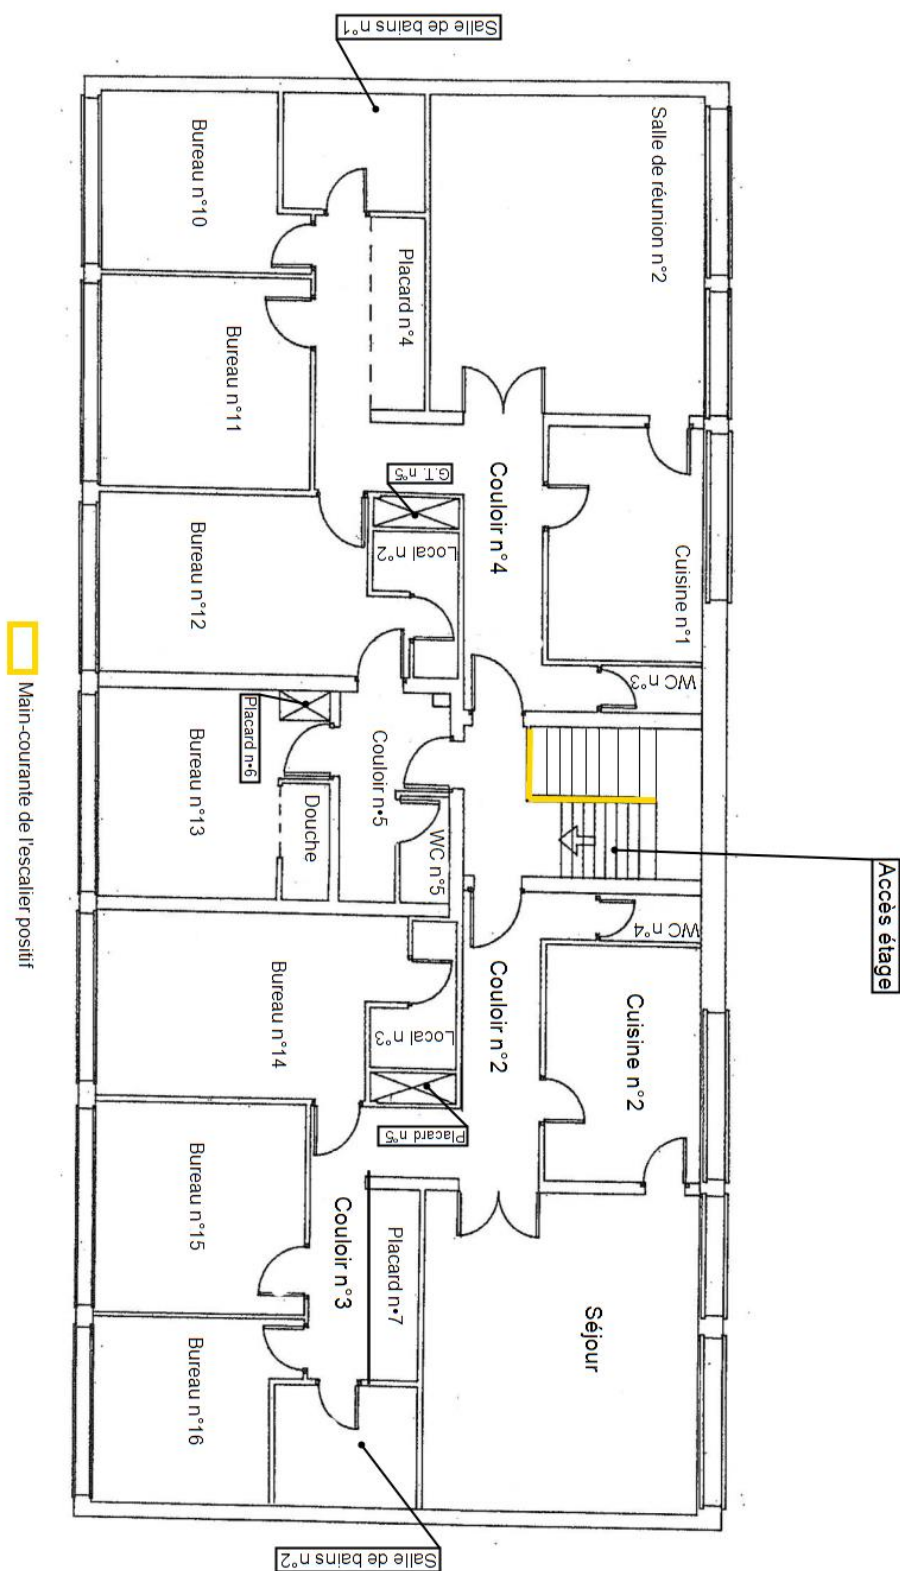 Salle de bains n°1
Bureau n°10
Salle de réunion n°2
Placard n°4
Bureau n°11
G.T. n°5
Couloir n°4
Local n°2
Bureau n°12
Cuisine n°1
WC n°3
Placard n•6
Bureau n°13
Couloir n•5
Douche
WC n°5
Accès étage
WC n°4
Bureau n°14
Local n°3
Couloir n°2
Cuisine n°2
Placard n°5
Bureau n°15
Couloir n°3
Placard n•7
Séjour
Bureau n°16
Salle de bains n°2
Main-courante de l'escalier positif